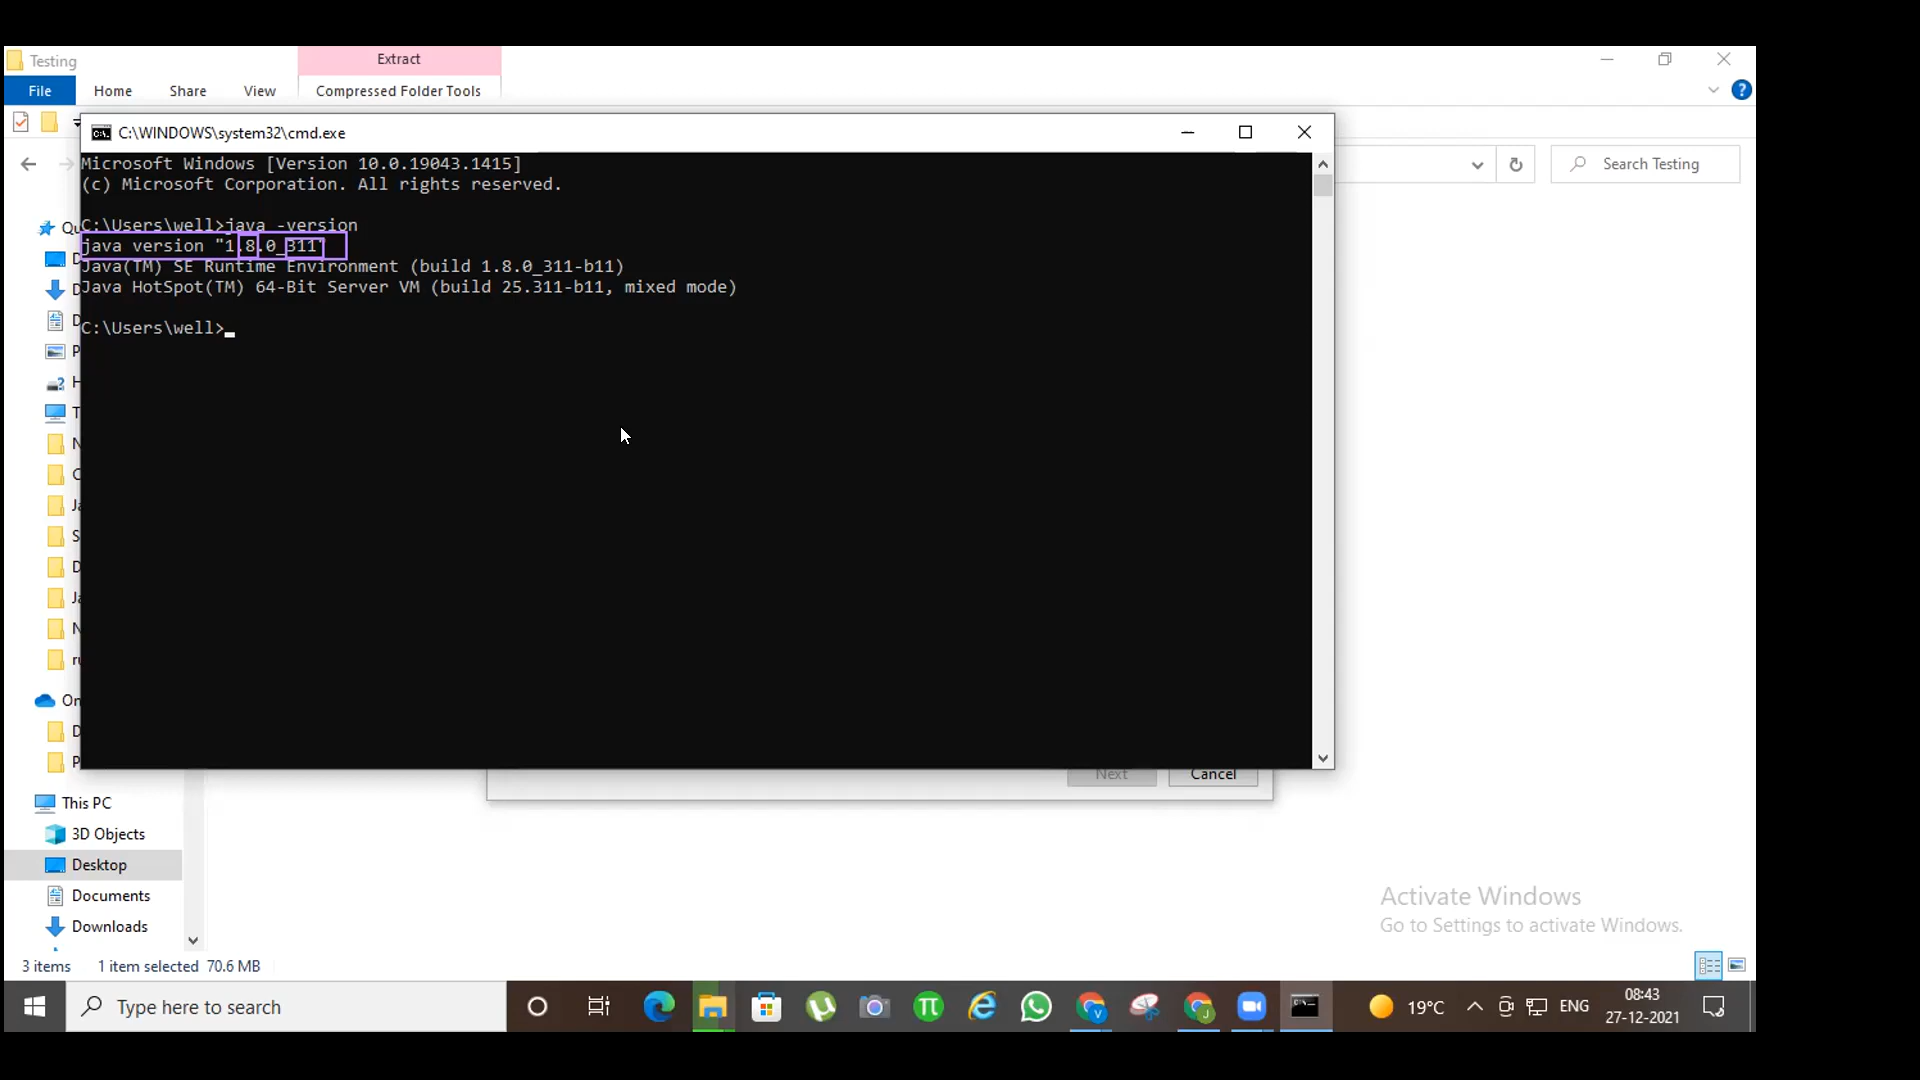 Testing
Extract
File
Home
Share
View
Compressed Folder Tools
C:\WINDOWS\system32\cmd.exe
Search Testing
Microsoft Windows [Version 10.0.19043.1415]
(c) Microsoft Corporation. All rights reserved.
C:\Users\well>java -version
java version "1.8.0_311"
Java(TM) SE Runtime Environment (build 1.8.0_311-b11)
Java HotSpot(TM) 64-Bit Server VM (build 25.311-b11, mixed mode)
C:\Users\well>
Next
Cancel
This PC
3D Objects
Desktop
Documents
Downloads
Activate Windows
Go to Settings to activate Windows.
3 items
1 item selected 70.6 MB
Type here to search
19°C
ENG
08:43
27-12-2021